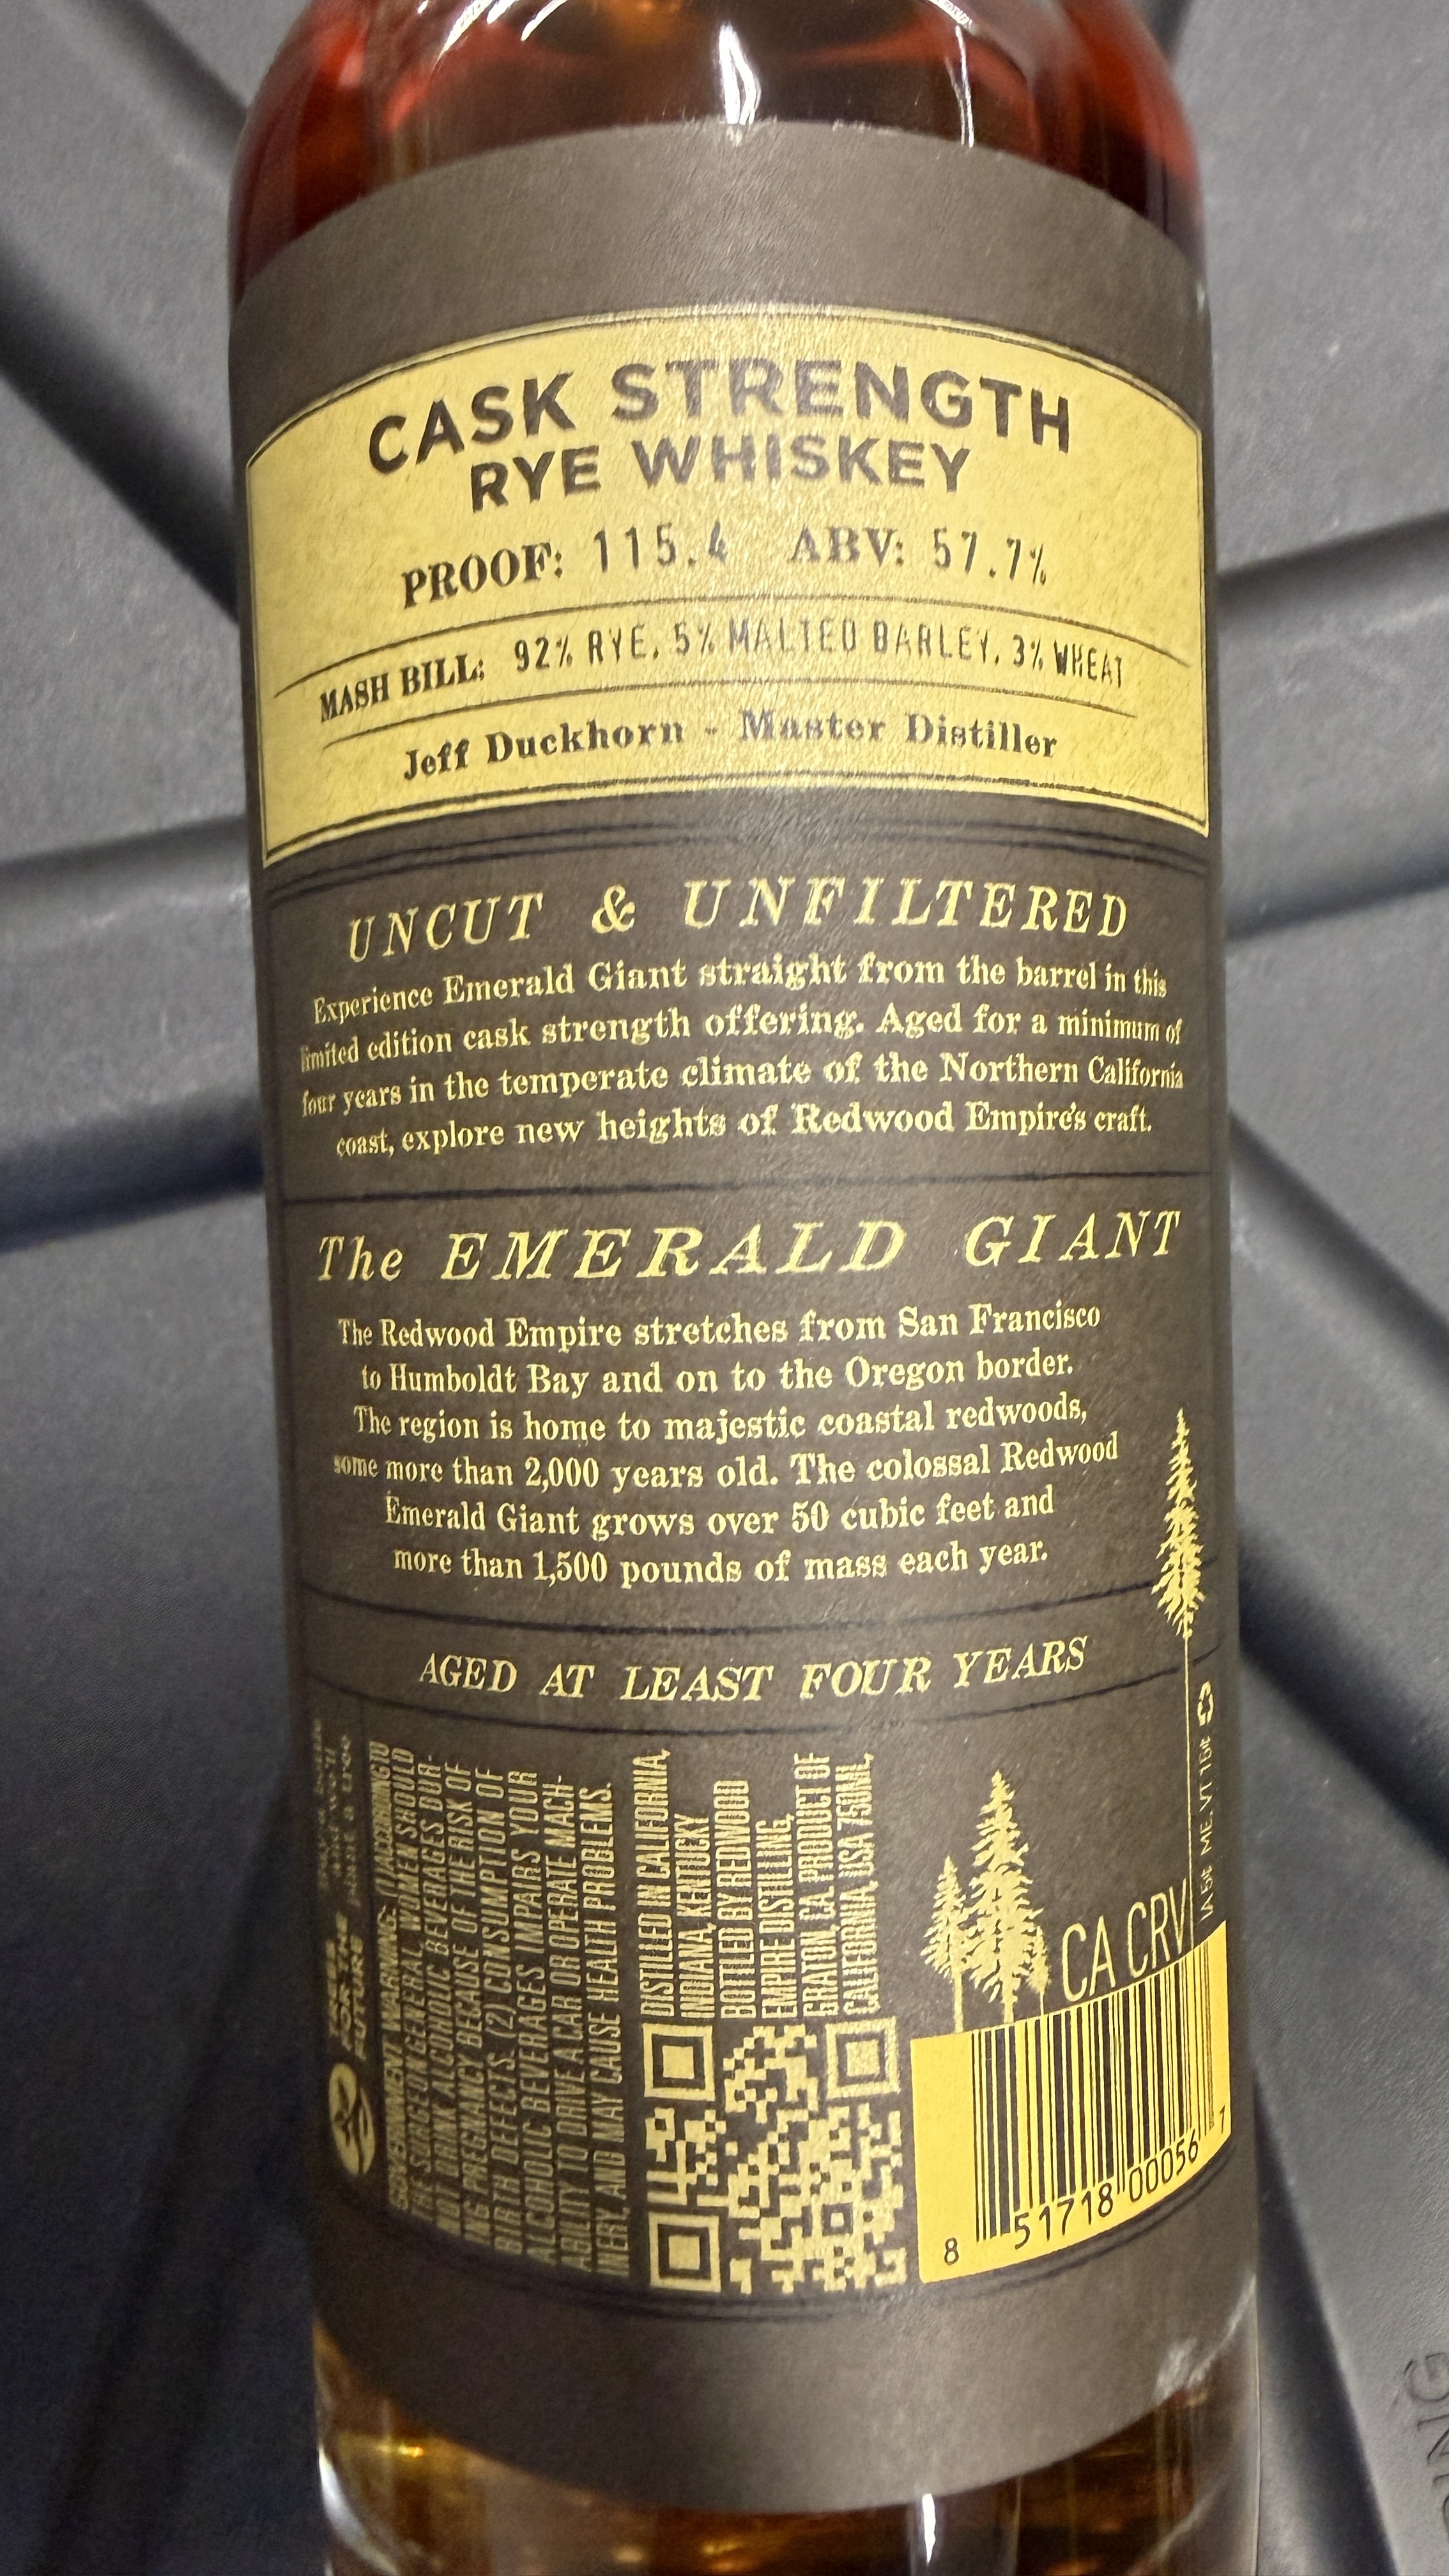 CASK STRENGTH
RYE WHISKEY
PROOF: 115.4 ABV: 57.7%
MASH BILL: 92% RYE, 5% MALTED BARLEY, 3% WHEAT
Jeff Duckhorn - Master Distiller
UNCUT & UNFILTERED
Experience Emerald Giant straight from the barrel in this
limited edition cask strength offering. Aged for a minimum of
four years in the temperate climate of the Northern California
coast, explore new heights of Redwood Empire's craft.
The EMERALD GIANT
The Redwood Empire stretches from San Francisco
to Humboldt Bay and on to the Oregon border.
The region is home to majestic coastal redwoods,
some more than 2,000 years old. The colossal Redwood
Emerald Giant grows over 50 cubic feet and
more than 1,500 pounds of mass each year.
AGED AT LEAST FOUR YEARS
TREES
FOR THE
FUTURE
GOVERNMENT WARNING: (1) ACCORDING TO
THE SURGEON GENERAL, WOMEN SHOULD
NOT DRINK ALCOHOLIC BEVERAGES DUR-
ING PREGNANCY BECAUSE OF THE RISK OF
BIRTH DEFECTS. (2) CONSUMPTION OF
ALCOHOLIC BEVERAGES IMPAIRS YOUR
ABILITY TO DRIVE A CAR OR OPERATE MACH-
INERY, AND MAY CAUSE HEALTH PROBLEMS.
DISTILLED IN CALIFORNIA,
INDIANA, KENTUCKY
BOTTLED BY REDWOOD
EMPIRE DISTILLING,
GRATON, CA. PRODUCT OF
CALIFORNIA, USA 750ML
CA CRV
IA 5¢ ME, VT 15¢
8 51718 00056 7